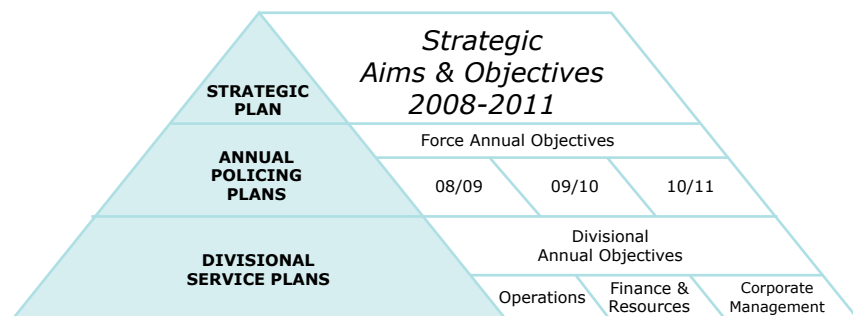 STRATEGIC
PLAN
Strategic
Aims & Objectives
2008-2011
ANNUAL
POLICING
PLANS
Force Annual Objectives
08/09
09/10
10/11
DIVISIONAL
SERVICE PLANS
Divisional
Annual Objectives
Operations
Finance &
Resources
Corporate
Management